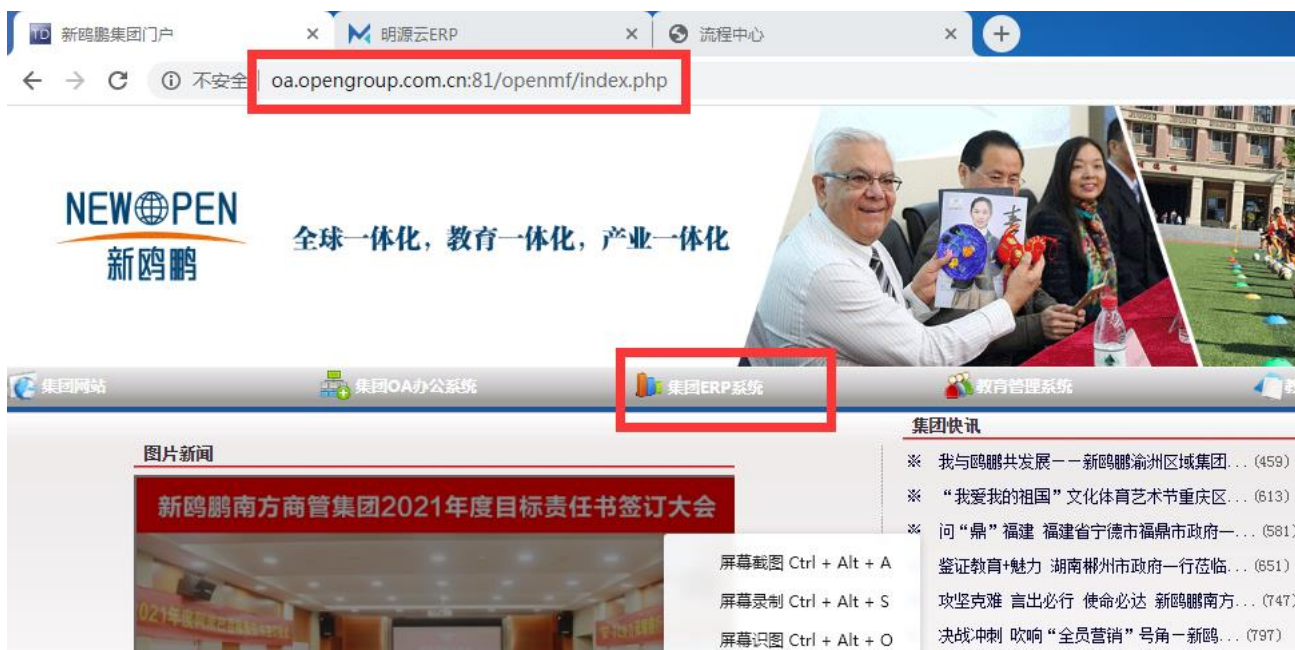 TD 新鸥鹏集团门户
明源云ERP
流程中心
不安全 | oa.opengroup.com.cn:81/openmf/index.php
NEW OPEN
新鸥鹏
全球一体化，教育一体化，产业一体化
集团网站
集团OA办公系统
集团ERP系统
教育管理系统
图片新闻
新鸥鹏南方商管集团2021年度目标责任书签订大会
集团快讯
※ 我与鸥鹏共发展——新鸥鹏渝洲区域集团...(459)
※ “我爱我的祖国”文化体育艺术节重庆区...(613)
※ 问“鼎”福建 福建省宁德市福鼎市政府一...(581)
鉴证教育+魅力 湖南郴州市政府一行莅临...(651)
攻坚克难 言出必行 使命必达 新鸥鹏南方...(747)
决战冲刺 吹响“全员营销”号角－新鸥...(797)
屏幕截图 Ctrl + Alt + A
屏幕录制 Ctrl + Alt + S
屏幕识图 Ctrl + Alt + O